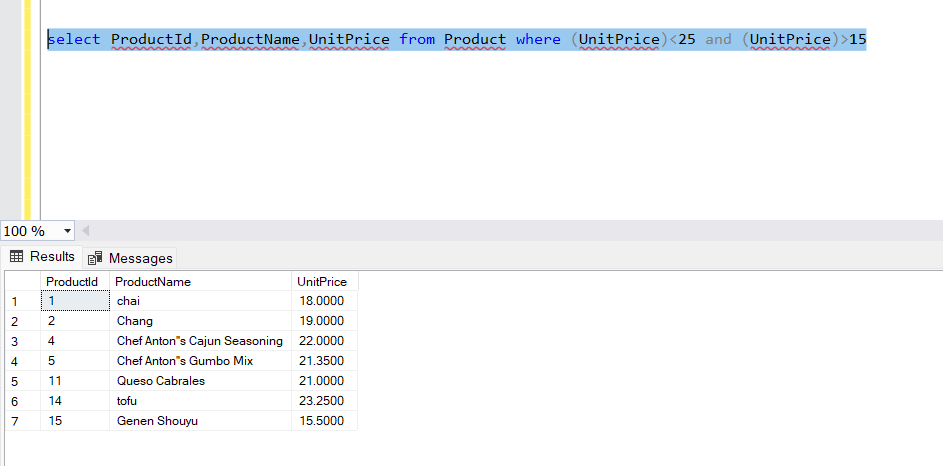 select ProductId,ProductName,UnitPrice from Product where (UnitPrice)<25 and (UnitPrice)>15
100 %
Results Messages
ProductId ProductName UnitPrice
1 1 chai 18.0000
2 2 Chang 19.0000
3 4 Chef Anton"s Cajun Seasoning 22.0000
4 5 Chef Anton"s Gumbo Mix 21.3500
5 11 Queso Cabrales 21.0000
6 14 tofu 23.2500
7 15 Genen Shouyu 15.5000